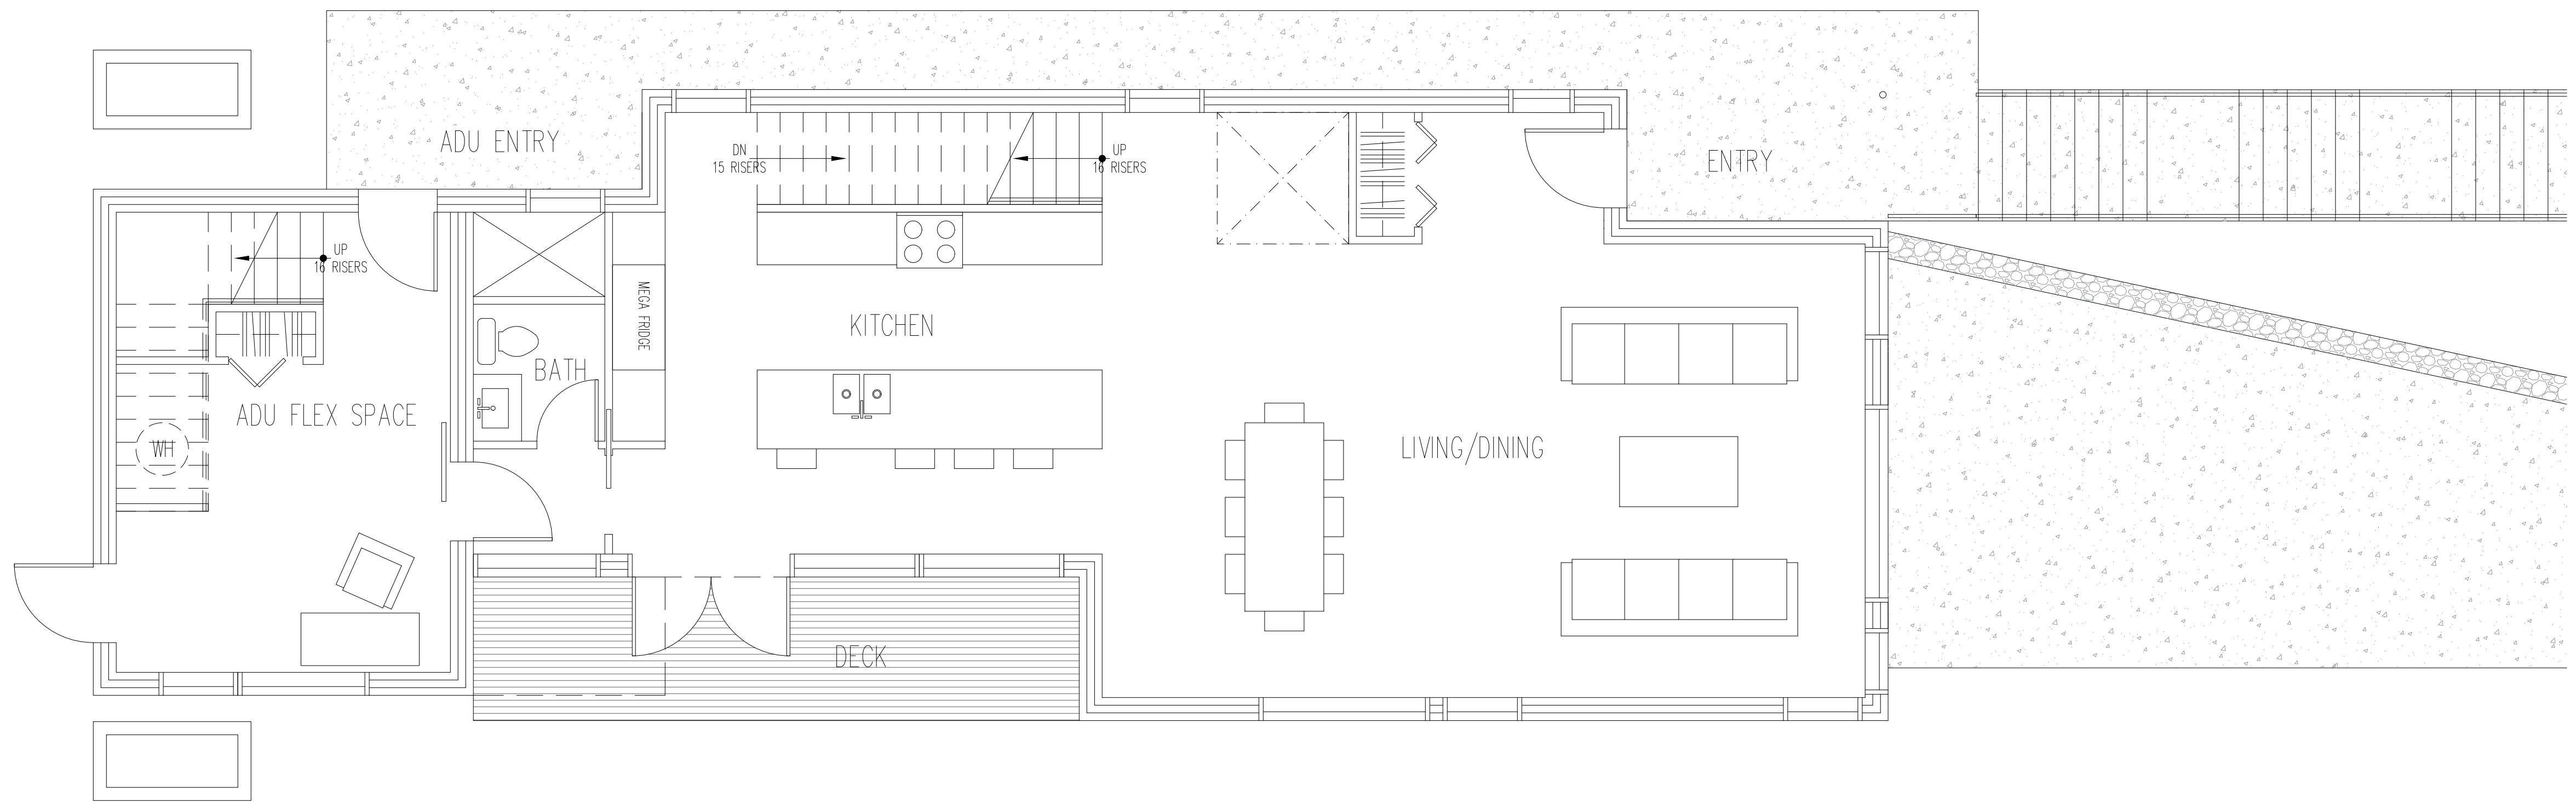 ADU ENTRY
DN
15 RISERS
UP
16 RISERS
ENTRY
UP
16 RISERS
MEGA FRIDGE
KITCHEN
BATH
ADU FLEX SPACE
WH
LIVING/DINING
DECK